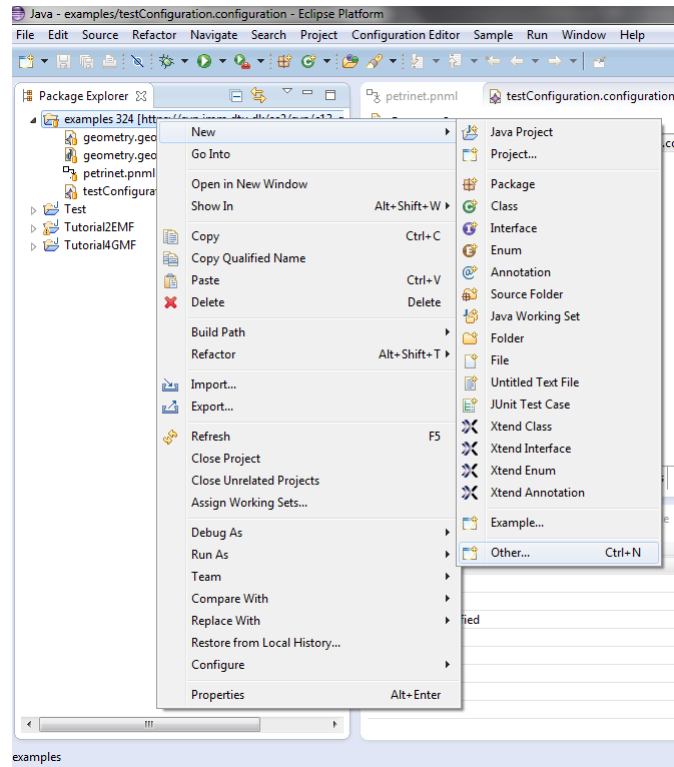 Java - examples/testConfiguration.configuration - Eclipse Platform
File Edit Source Refactor Navigate Search Project Configuration Editor Sample Run Window Help
Package Explorer
petrinet.pnml
testConfiguration.configuration
examples 324
geometry.geo
geometry.geo
petrinet.pnml
testConfigura
Test
Tutorial2EMF
Tutorial4GMF
New
Go Into
Open in New Window
Show In Alt+Shift+W
Copy Ctrl+C
Copy Qualified Name
Paste Ctrl+V
Delete Delete
Build Path
Refactor Alt+Shift+T
Import...
Export...
Refresh F5
Close Project
Close Unrelated Projects
Assign Working Sets...
Debug As
Run As
Team
Compare With
Replace With
Restore from Local History...
Configure
Properties Alt+Enter
Java Project
Project...
Package
Class
Interface
Enum
Annotation
Source Folder
Java Working Set
Folder
File
Untitled Text File
JUnit Test Case
Xtend Class
Xtend Interface
Xtend Enum
Xtend Annotation
Example...
Other... Ctrl+N
fied
examples